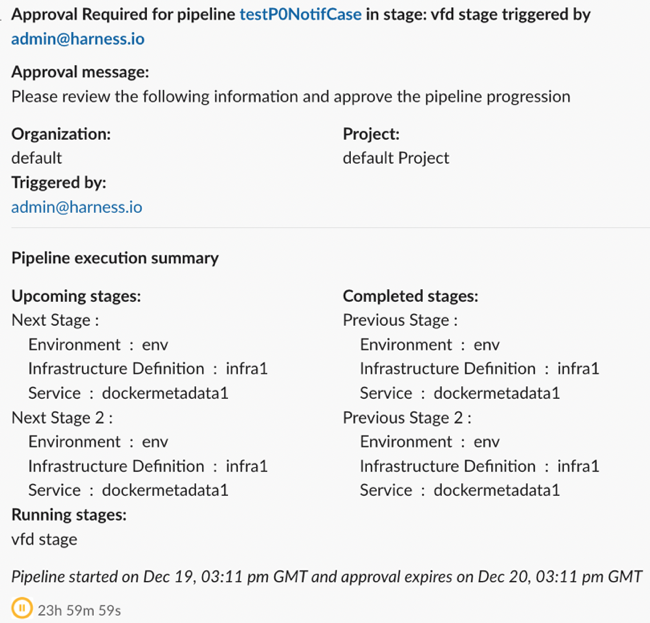 Approval Required for pipeline testP0NotifCase in stage: vfd stage triggered by
admin@harness.io
Approval message:
Please review the following information and approve the pipeline progression
Organization:
default
Project:
default Project
Triggered by:
admin@harness.io
Pipeline execution summary
Upcoming stages:
Next Stage :
Environment : env
Infrastructure Definition : infra1
Service : dockermetadata1
Next Stage 2 :
Environment : env
Infrastructure Definition : infra1
Service : dockermetadata1
Completed stages:
Previous Stage :
Environment : env
Infrastructure Definition : infra1
Service : dockermetadata1
Previous Stage 2 :
Environment : env
Infrastructure Definition : infra1
Service : dockermetadata1
Running stages:
vfd stage
Pipeline started on Dec 19, 03:11 pm GMT and approval expires on Dec 20, 03:11 pm GMT
23h 59m 59s